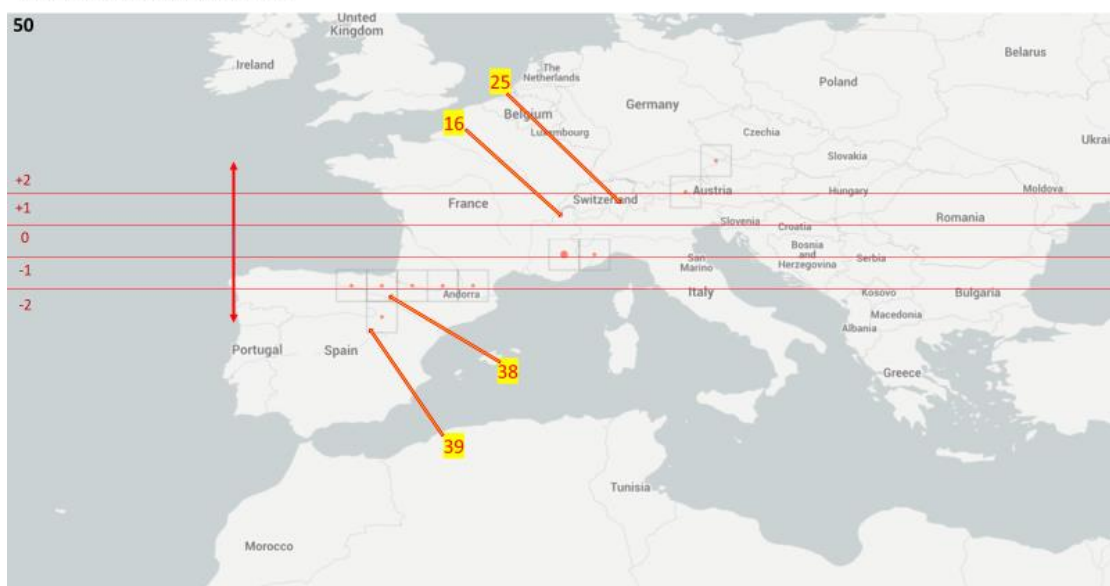 50
United
Kingdom
Ireland
The
Netherlands
Belarus
Poland
25
Germany
Belgium
16
Luxembourg
Czechia
Ukrai
Slovakia
+2
Austria
Hungary
Moldova
Switzerland
France
+1
Romania
Slovenia
Croatia
0
Bosnia
and
Herzegovina
San
Marino
Serbia
-1
Andorra
Italy
Kosovo
Bulgaria
-2
Macedonia
Albania
Portugal
Spain
38
Greece
39
Tunisia
Morocco